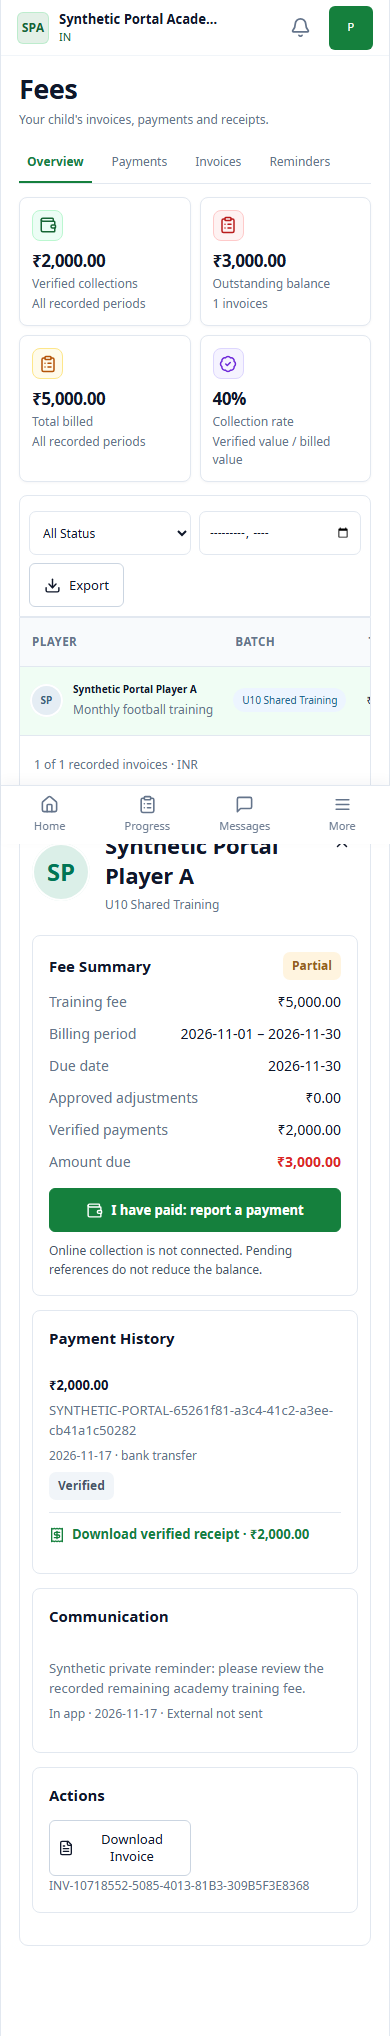 SPA
Synthetic Portal Acade...
IN
P
Fees
Your child's invoices, payments and receipts.
Overview
Payments
Invoices
Reminders
₹2,000.00
Verified collections
All recorded periods
₹3,000.00
Outstanding balance
1 invoices
₹5,000.00
Total billed
All recorded periods
40%
Collection rate
Verified value / billed
value
All Status
---------, ----
Export
PLAYER
BATCH
SP
Synthetic Portal Player A
Monthly football training
U10 Shared Training
1 of 1 recorded invoices · INR
Home
Progress
Messages
More
SP
Synthetic Portal
Player A
U10 Shared Training
Fee Summary
Partial
Training fee
₹5,000.00
Billing period
2026-11-01 – 2026-11-30
Due date
2026-11-30
Approved adjustments
₹0.00
Verified payments
₹2,000.00
Amount due
₹3,000.00
I have paid: report a payment
Online collection is not connected. Pending
references do not reduce the balance.
Payment History
₹2,000.00
SYNTHETIC-PORTAL-65261f81-a3c4-41c2-a3ee-
cb41a1c50282
2026-11-17 · bank transfer
Verified
Download verified receipt · ₹2,000.00
Communication
Synthetic private reminder: please review the
recorded remaining academy training fee.
In app · 2026-11-17 · External not sent
Actions
Download
Invoice
INV-10718552-5085-4013-81B3-309B5F3E8368